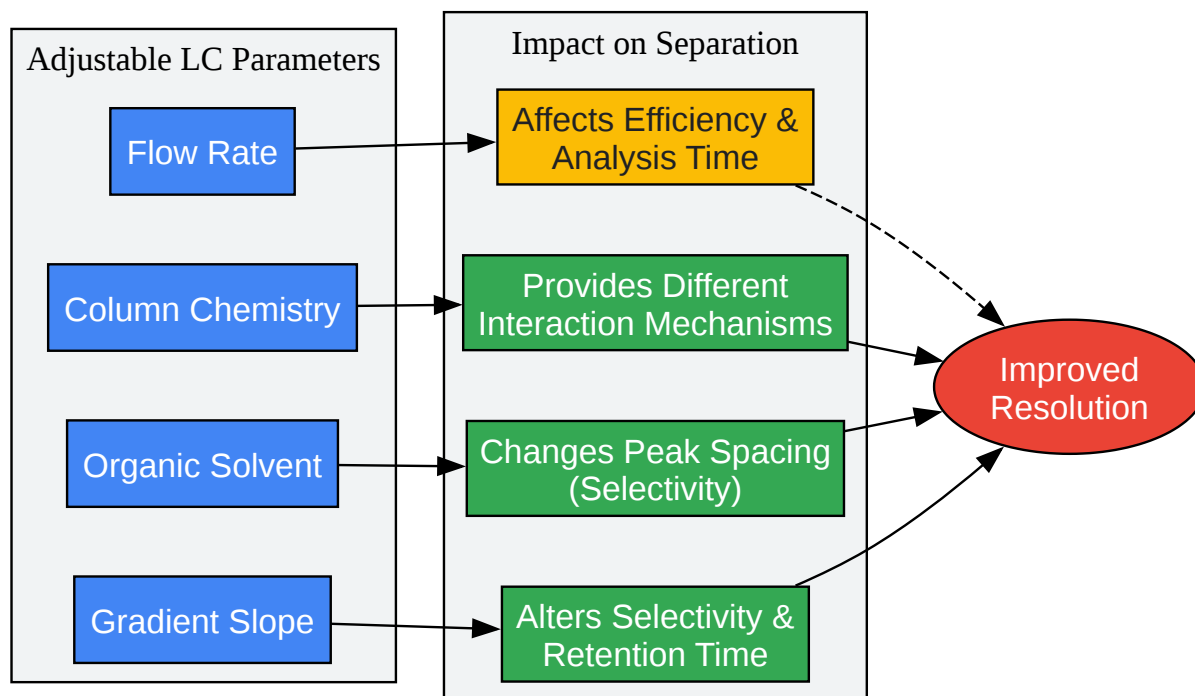 Adjustable LC Parameters
Flow Rate
Column Chemistry
Organic Solvent
Gradient Slope
Impact on Separation
Affects Efficiency &
Analysis Time
Provides Different
Interaction Mechanisms
Changes Peak Spacing
(Selectivity)
Alters Selectivity &
Retention Time
Improved
Resolution